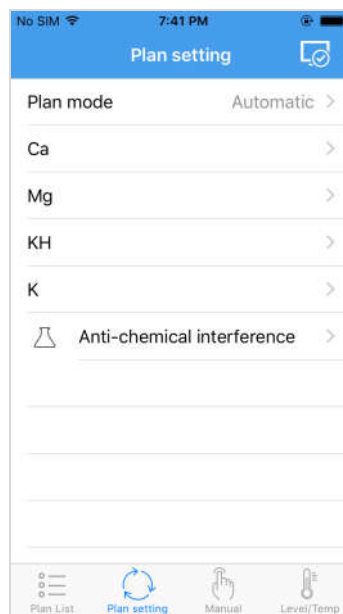 No SIM 7:41 PM
Plan setting
Plan mode Automatic
Ca
Mg
KH
K
Anti-chemical interference
Plan List Plan setting Manual Level/Temp